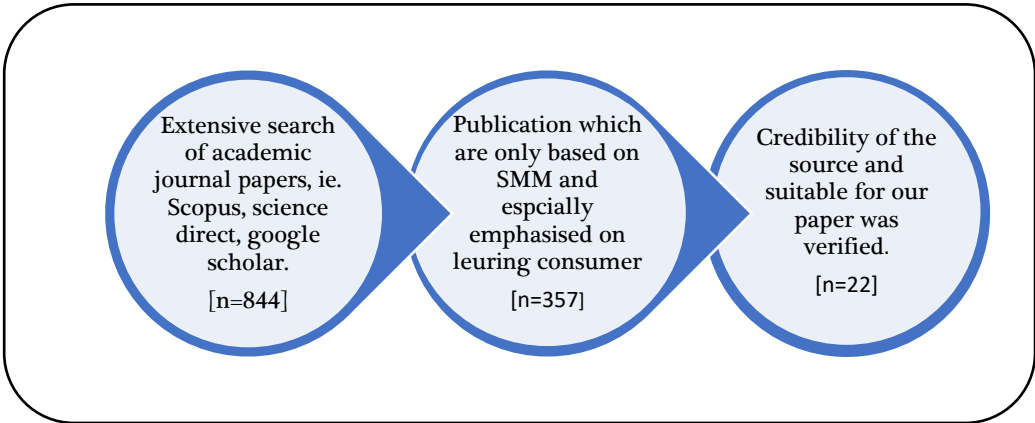 Extensive search
of academic
journal papers, ie.
Scopus, science
direct, google
scholar.
[n=844]
Publication which
are only based on
SMM and
espcially
emphasised on
leuring consumer
[n=357]
Credibility of the
source and
suitable for our
paper was
verified.
[n=22]